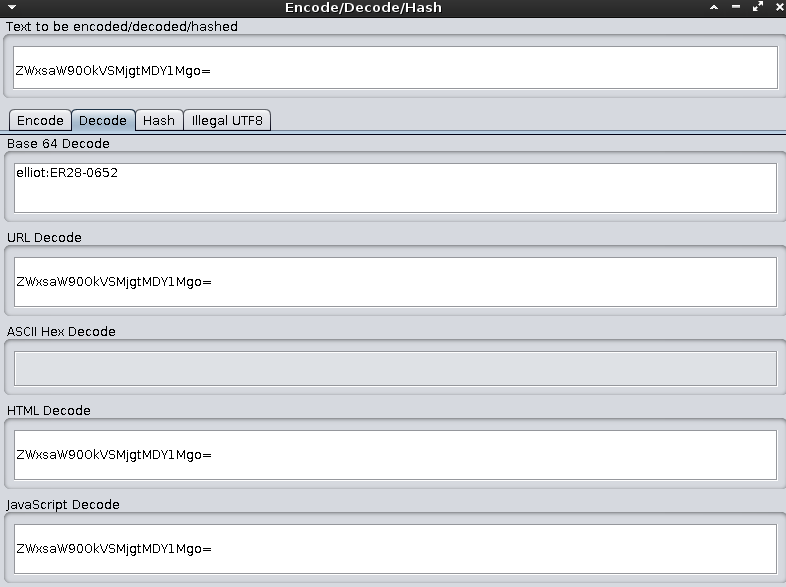 Encode/Decode/Hash
Text to be encoded/decoded/hashed
ZWxsaW90OkVSMjgtMDY1Mgo=
Encode Decode Hash Illegal UTF8
Base 64 Decode
elliot:ER28-0652
URL Decode
ZWxsaW90OkVSMjgtMDY1Mgo=
ASCII Hex Decode
HTML Decode
ZWxsaW90OkVSMjgtMDY1Mgo=
JavaScript Decode
ZWxsaW90OkVSMjgtMDY1Mgo=